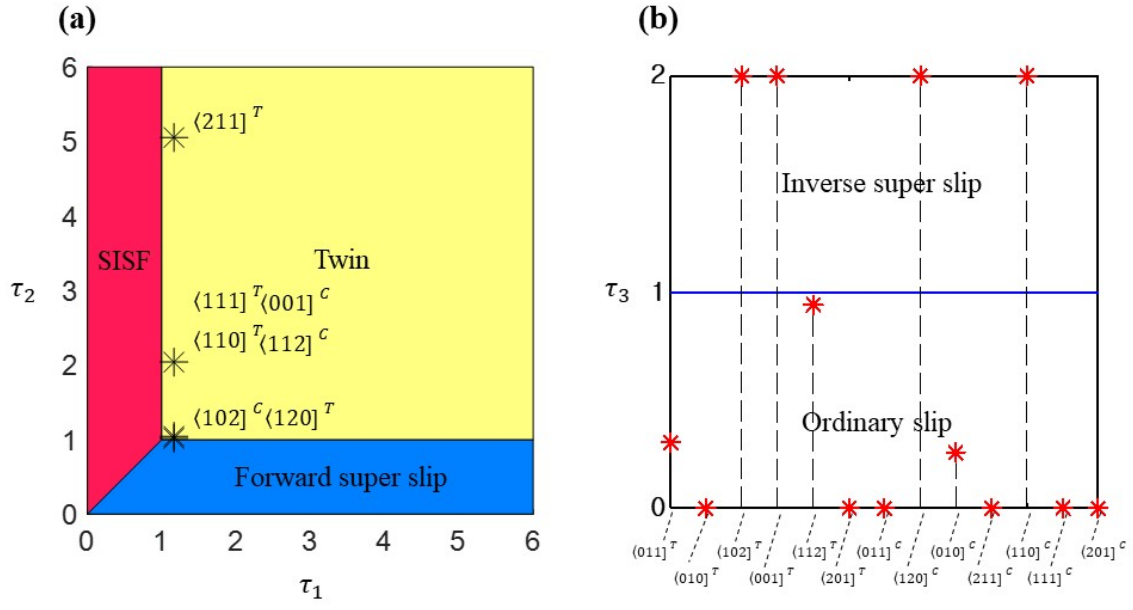 (a)
(b)
6
5
4
3
2
1
0
τ₂
SISF
Twin
⟨211]ᵀ
⟨111]ᵀ⟨001]ᶜ
⟨110]ᵀ⟨112]ᶜ
⟨102]ᶜ⟨120]ᵀ
Forward super slip
0 1 2 3 4 5 6
τ₁
2
τ₃ 1
0
Inverse super slip
Ordinary slip
⟨011]ᵀ ⟨102]ᵀ ⟨112]ᵀ ⟨011]ᶜ ⟨010]ᶜ ⟨110]ᶜ ⟨201]ᶜ
⟨010]ᵀ ⟨001]ᵀ ⟨201]ᵀ ⟨120]ᶜ ⟨211]ᶜ ⟨111]ᶜ